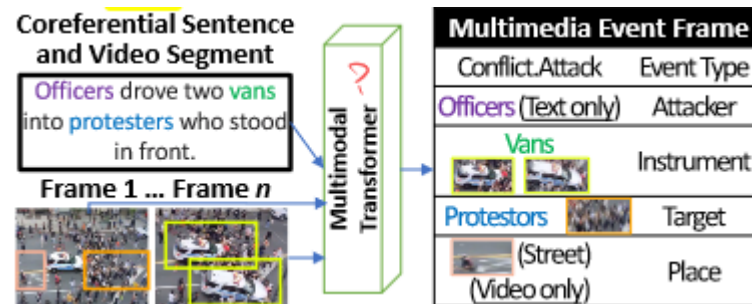 Coreferential Sentence
and Video Segment
Officers drove two vans
into protesters who stood
in front.
Frame 1 ... Frame n
Multimodal
Transformer
?
Multimedia Event Frame
Conflict.Attack Event Type
Officers (Text only) Attacker
Vans
Instrument
Protestors Target
(Street)
(Video only)
Place